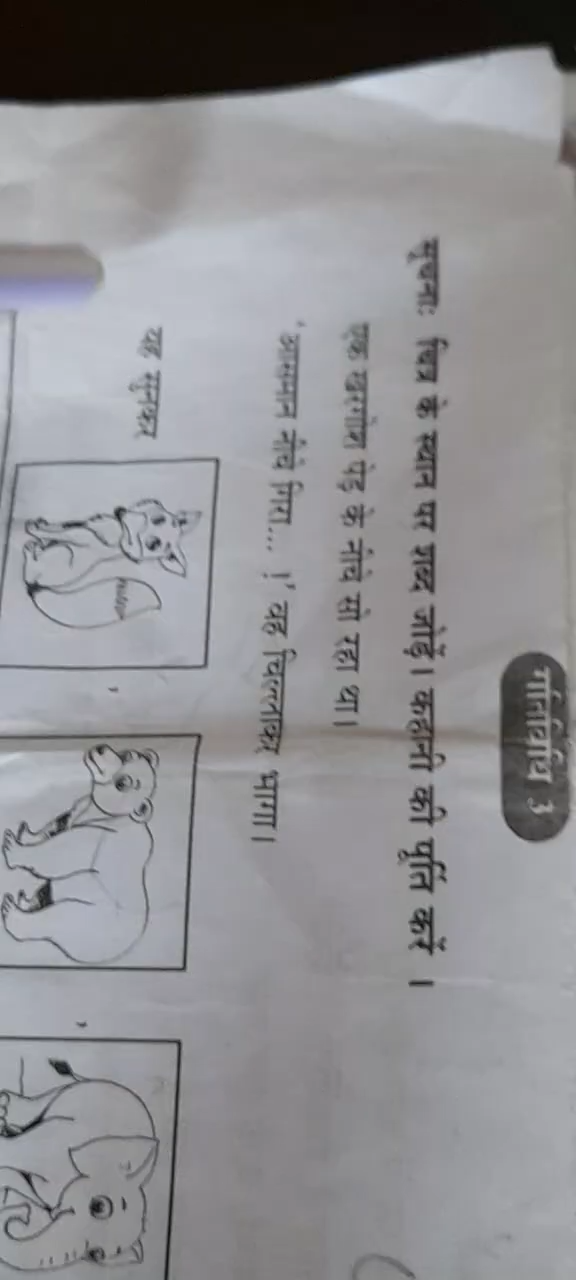 गतिविधि 3
सूचनाः चित्र के स्थान पर शब्द जोड़ें। कहानी की पूर्ति करें ।
एक खरगोश पेड़ के नीचे सो रहा था।
'आसमान नीचे गिरा... !' वह चिल्लाकर भागा।
यह सुनकर , ,